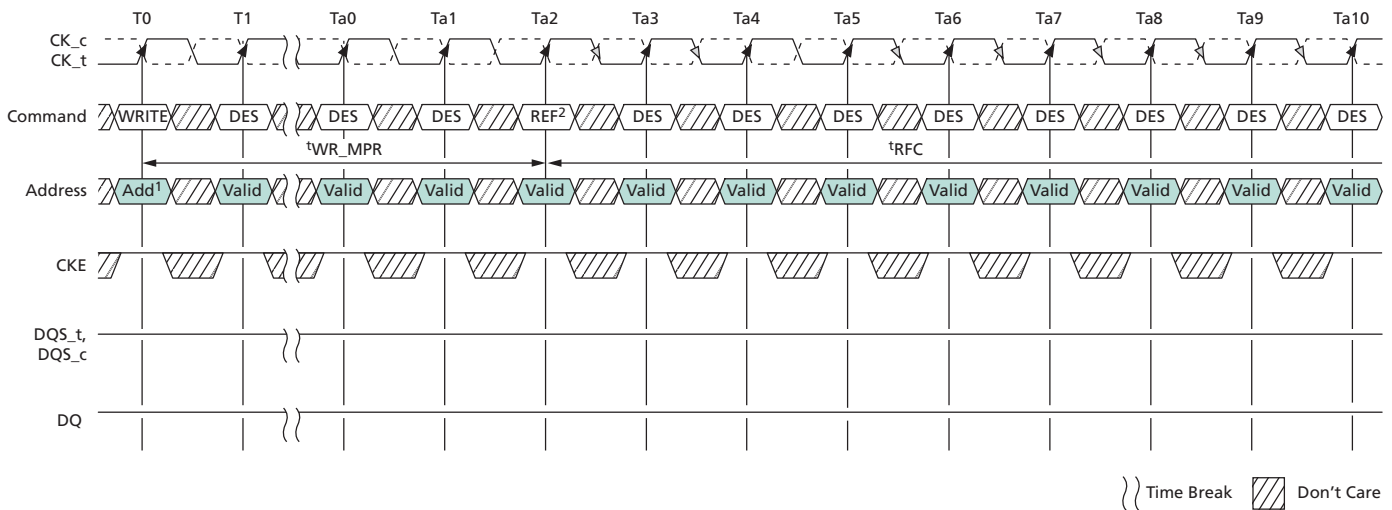 T0 T1 Ta0 Ta1 Ta2 Ta3 Ta4 Ta5 Ta6 Ta7 Ta8 Ta9 Ta10
CK_c
CK_t
Command WRITE DES DES DES REF2 DES DES DES DES DES DES DES DES
tWR_MPR tRFC
Address Add1 Valid Valid Valid Valid Valid Valid Valid Valid Valid Valid Valid Valid
CKE
DQS_t,
DQS_c
DQ
Time Break Don't Care